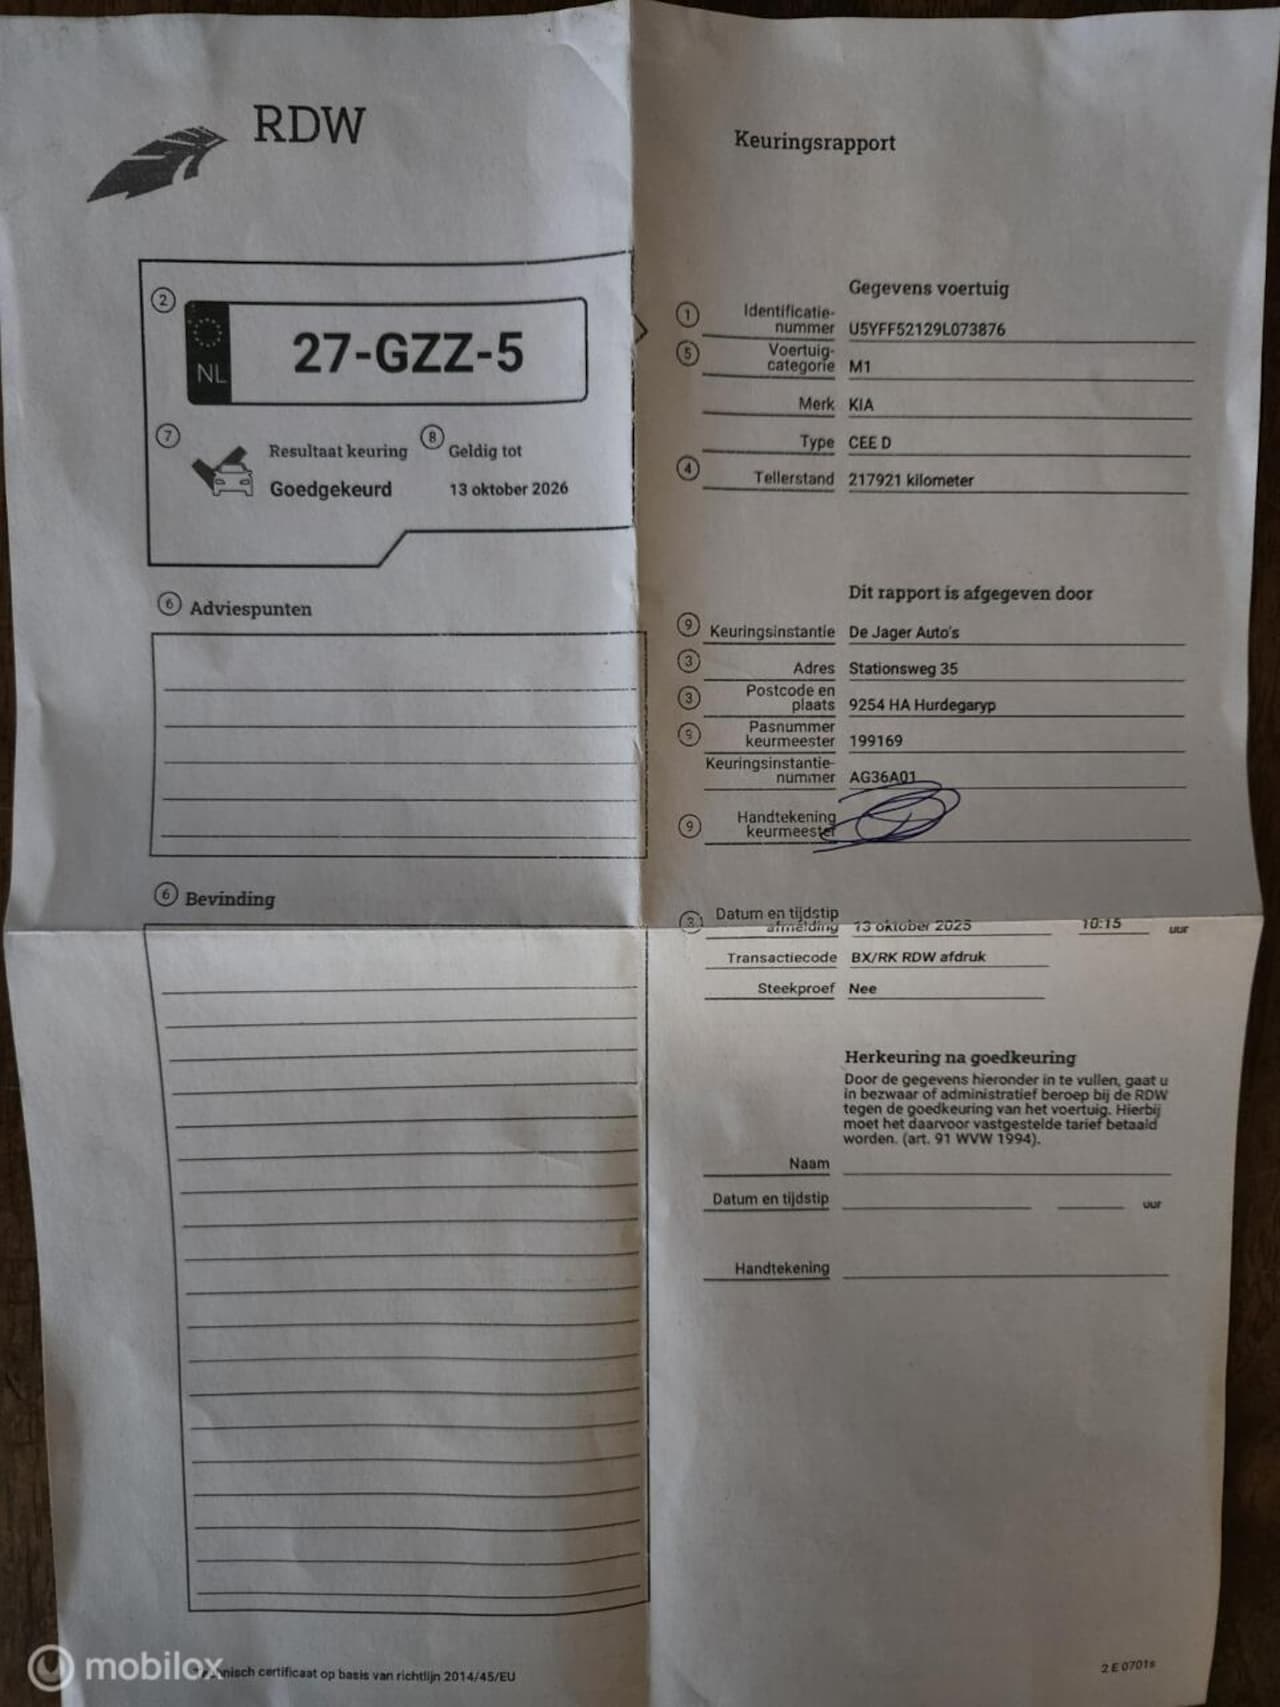 RDW
Keuringsrapport
2
NL
27-GZZ-5
7
Resultaat keuring
8
Geldig tot
Goedgekeurd
13 oktober 2026
6 Adviespunten
6 Bevinding
Gegevens voertuig
1 Identificatie-
nummer U5YFF52129L073876
5 Voertuig-
categorie M1
Merk KIA
Type CEE D
4 Tellerstand 217921 kilometer
Dit rapport is afgegeven door
9 Keuringsinstantie De Jager Auto's
3 Adres Stationsweg 35
3 Postcode en
plaats 9254 HA Hurdegaryp
9 Pasnummer
keurmeester 199169
Keuringsinstantie-
nummer AG36A01
9 Handtekening
keurmeester
8 Datum en tijdstip
afmelding 13 oktober 2025 10:15 uur
Transactiecode BX/RK RDW afdruk
Steekproef Nee
Herkeuring na goedkeuring
Door de gegevens hieronder in te vullen, gaat u
in bezwaar of administratief beroep bij de RDW
tegen de goedkeuring van het voertuig. Hierbij
moet het daarvoor vastgestelde tarief betaald
worden. (art. 91 WVW 1994).
Naam
Datum en tijdstip uur
Handtekening
mobilox
Technisch certificaat op basis van richtlijn 2014/45/EU
2 E 0701s